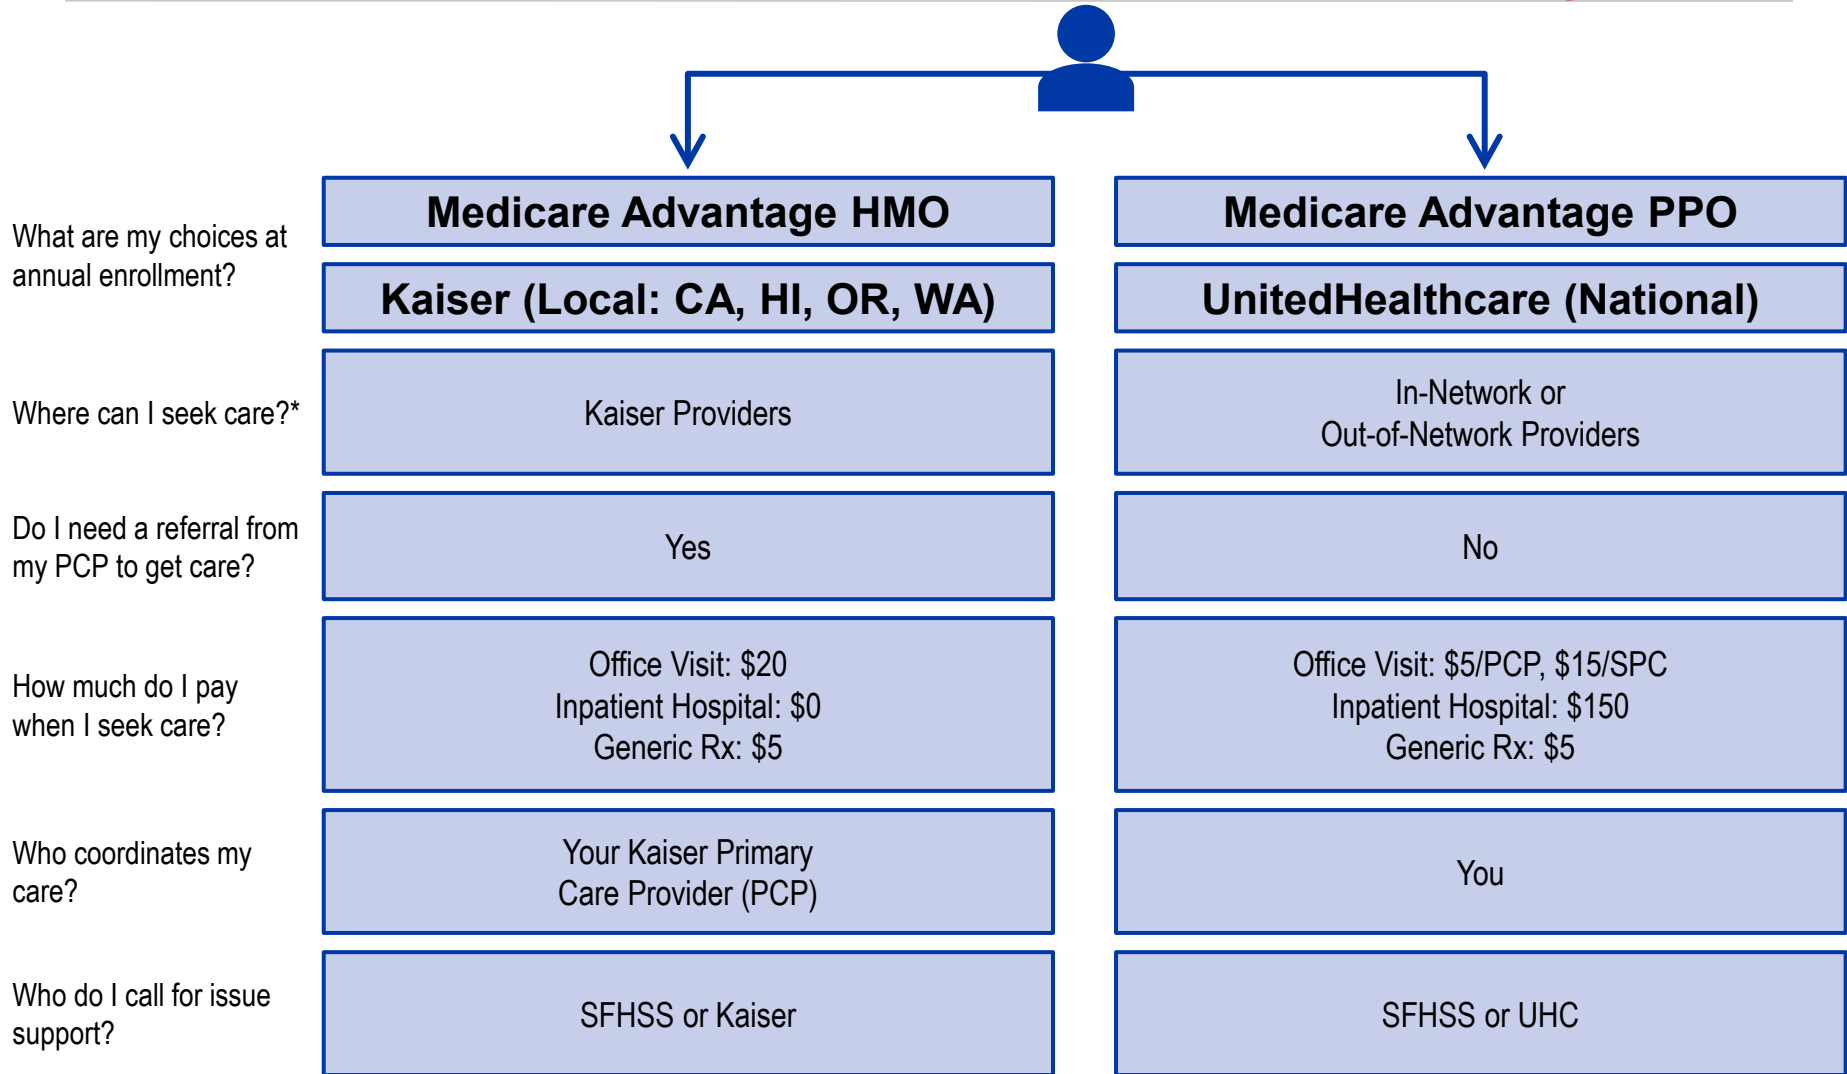 Medicare Advantage HMO
Medicare Advantage PPO
What are my choices at
annual enrollment?
Kaiser (Local: CA, HI, OR, WA)
UnitedHealthcare (National)
Where can I seek care?*
Kaiser Providers
In-Network or
Out-of-Network Providers
Do I need a referral from
my PCP to get care?
Yes
No
How much do I pay
when I seek care?
Office Visit: $20
Inpatient Hospital: $0
Generic Rx: $5
Office Visit: $5/PCP, $15/SPC
Inpatient Hospital: $150
Generic Rx: $5
Who coordinates my
care?
Your Kaiser Primary
Care Provider (PCP)
You
Who do I call for issue
support?
SFHSS or Kaiser
SFHSS or UHC